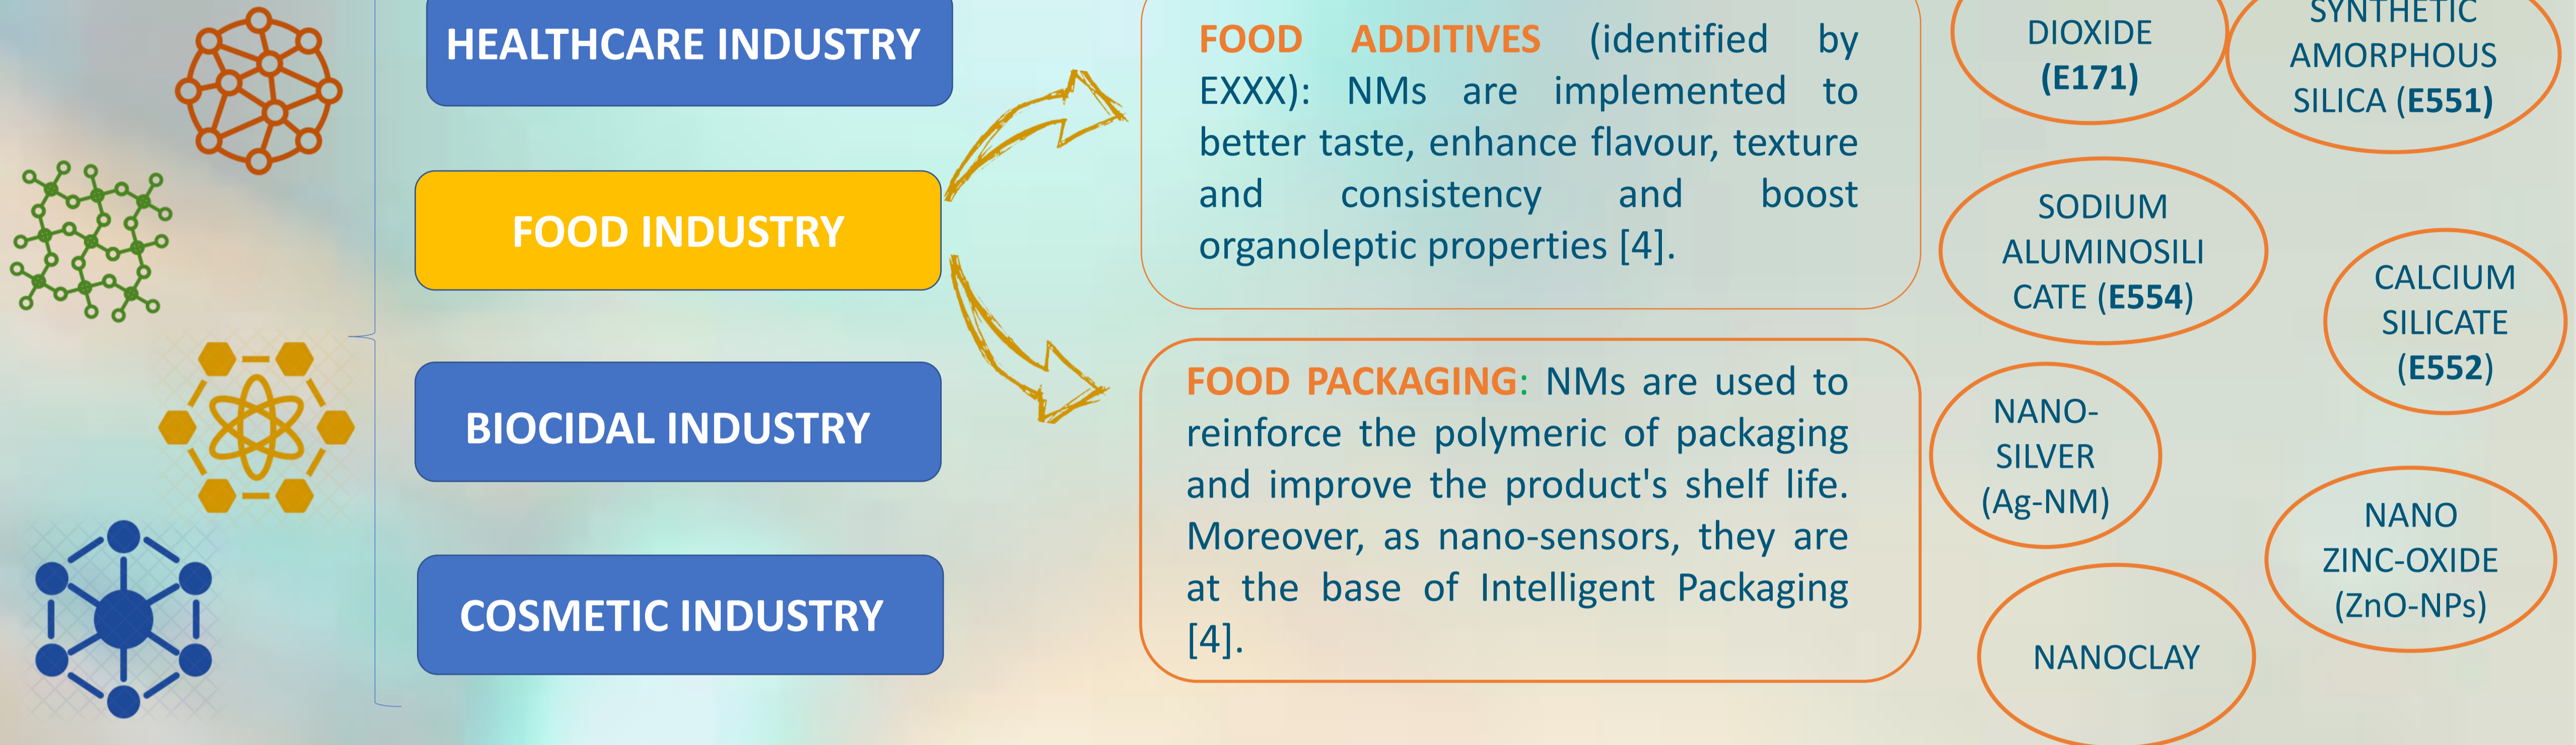 HEALTHCARE INDUSTRY
FOOD INDUSTRY
BIOCIDAL INDUSTRY
COSMETIC INDUSTRY
FOOD ADDITIVES (identified by
EXXX): NMs are implemented to
better taste, enhance flavour, texture
and consistency and boost
organoleptic properties [4].
FOOD PACKAGING: NMs are used to
reinforce the polymeric of packaging
and improve the product's shelf life.
Moreover, as nano-sensors, they are
at the base of Intelligent Packaging
[4].
DIOXIDE
(E171)
SYNTHETIC
AMORPHOUS
SILICA (E551)
SODIUM
ALUMINOSILI
CATE (E554)
CALCIUM
SILICATE
(E552)
NANO-
SILVER
(Ag-NM)
NANO
ZINC-OXIDE
(ZnO-NPs)
NANOCLAY